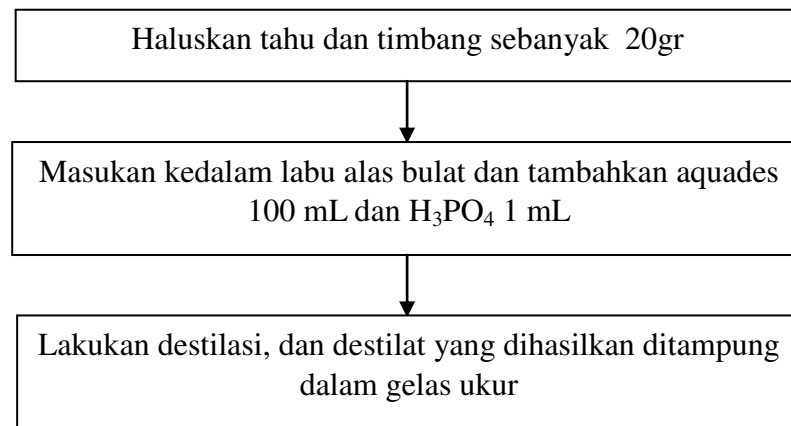 Haluskan tahu dan timbang sebanyak  20gr
Masukan kedalam labu alas bulat dan tambahkan aquades
100 mL dan H₃PO₄ 1 mL
Lakukan destilasi, dan destilat yang dihasilkan ditampung
dalam gelas ukur